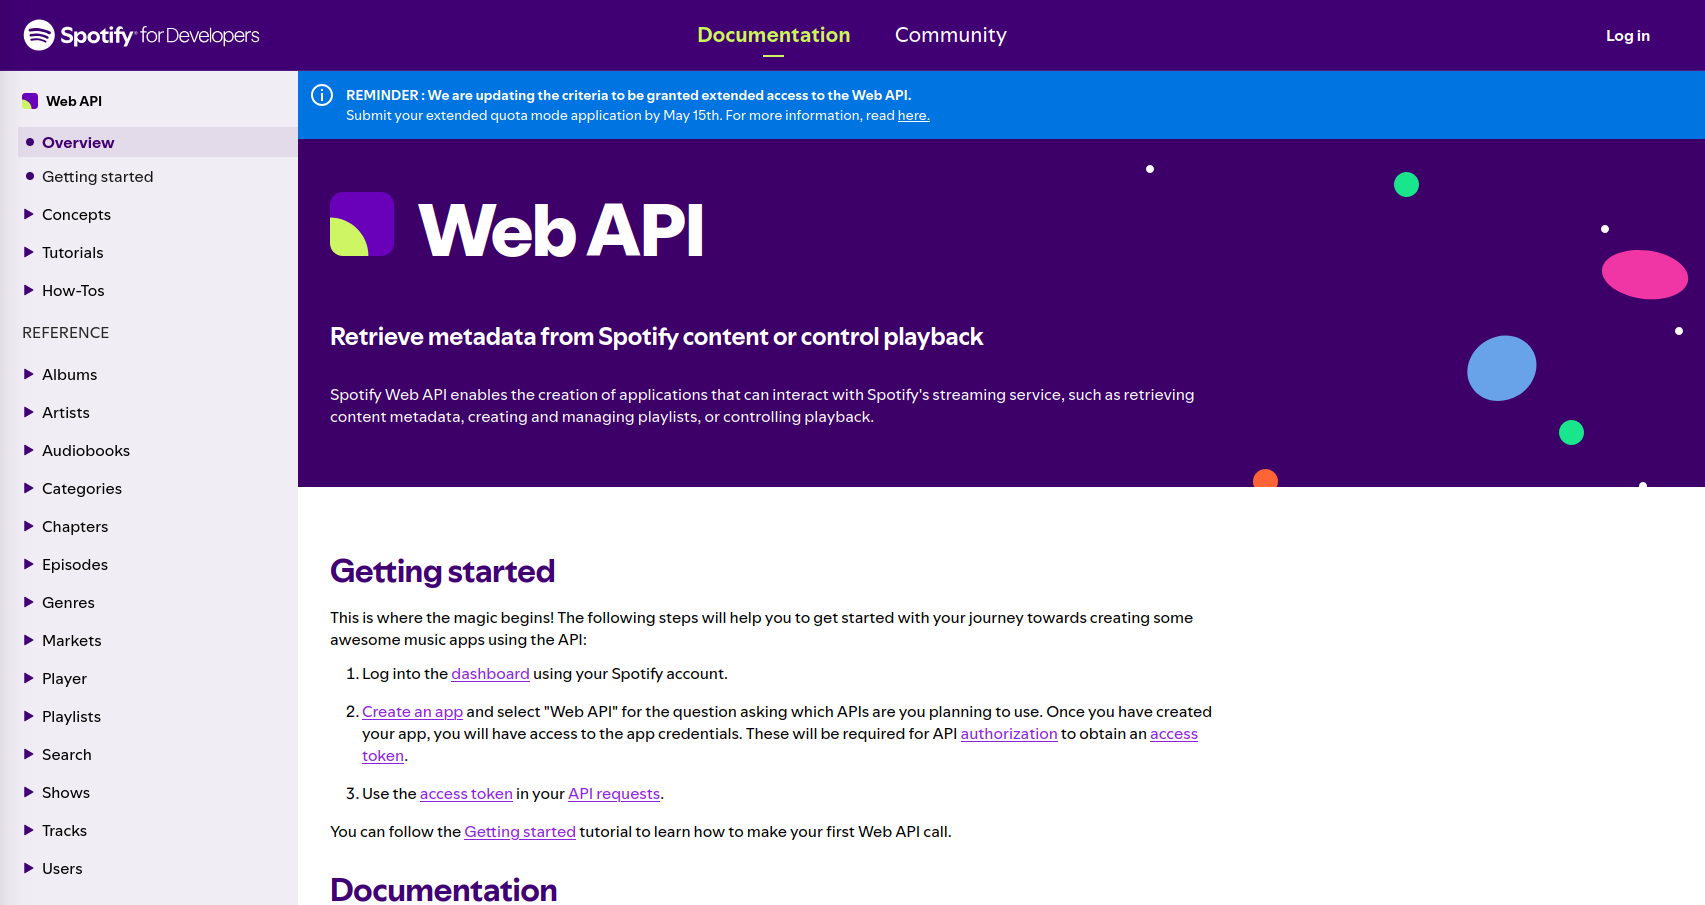 Spotify for Developers
Documentation
Community
Log in
Web API
Overview
Getting started
Concepts
Tutorials
How-Tos
REFERENCE
Albums
Artists
Audiobooks
Categories
Chapters
Episodes
Genres
Markets
Player
Playlists
Search
Shows
Tracks
Users
REMINDER : We are updating the criteria to be granted extended access to the Web API.
Submit your extended quota mode application by May 15th. For more information, read here.
Web API
Retrieve metadata from Spotify content or control playback
Spotify Web API enables the creation of applications that can interact with Spotify's streaming service, such as retrieving
content metadata, creating and managing playlists, or controlling playback.
Getting started
This is where the magic begins! The following steps will help you to get started with your journey towards creating some
awesome music apps using the API:
1. Log into the dashboard using your Spotify account.
2. Create an app and select "Web API" for the question asking which APIs are you planning to use. Once you have created
your app, you will have access to the app credentials. These will be required for API authorization to obtain an access
token.
3. Use the access token in your API requests.
You can follow the Getting started tutorial to learn how to make your first Web API call.
Documentation